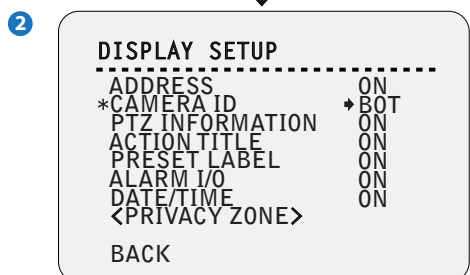 2
DISPLAY SETUP
ADDRESS ON
*CAMERA ID BOT
PTZ INFORMATION ON
ACTION TITLE ON
PRESET LABEL ON
ALARM I/O ON
DATE/TIME ON
<PRIVACY ZONE>
BACK